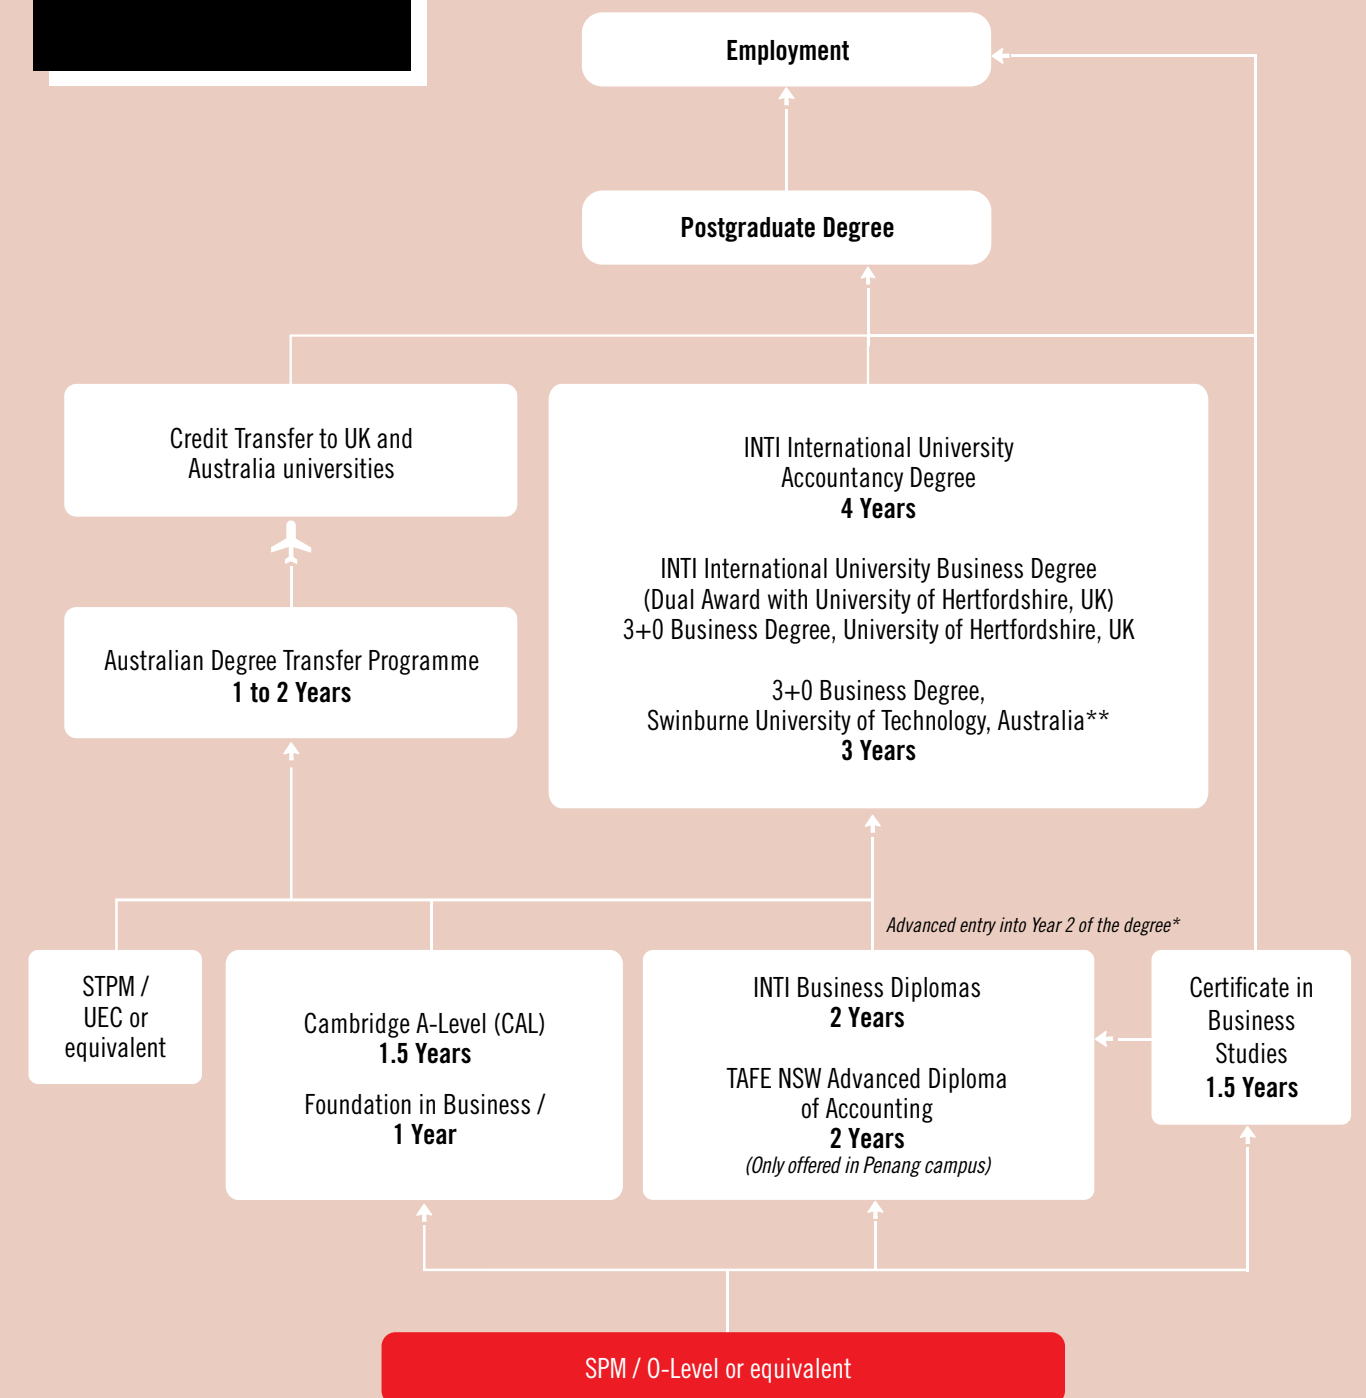 Employment
Postgraduate Degree
Credit Transfer to UK and
Australia universities
INTI International University
Accountancy Degree
4 Years
INTI International University Business Degree
(Dual Award with University of Hertfordshire, UK)
3+0 Business Degree, University of Hertfordshire, UK
3+0 Business Degree,
Swinburne University of Technology, Australia**
3 Years
Australian Degree Transfer Programme
1 to 2 Years
Advanced entry into Year 2 of the degree*
STPM /
UEC or
equivalent
Cambridge A-Level (CAL)
1.5 Years
Foundation in Business /
1 Year
INTI Business Diplomas
2 Years
TAFE NSW Advanced Diploma
of Accounting
2 Years
(Only offered in Penang campus)
Certificate in
Business
Studies
1.5 Years
SPM / O-Level or equivalent